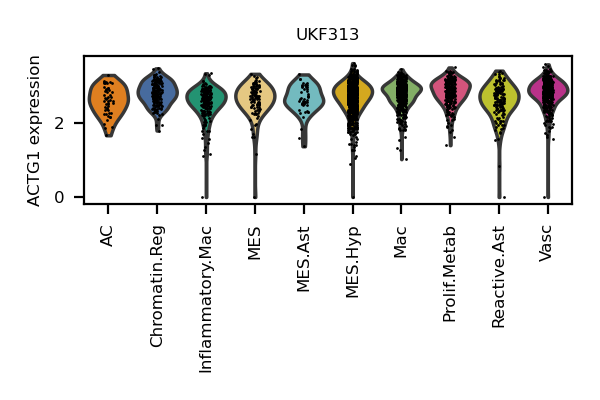 UKF313
ACTG1 expression
2
0
AC
Chromatin.Reg
Inflammatory.Mac
MES
MES.Ast
MES.Hyp
Mac
Prolif.Metab
Reactive.Ast
Vasc